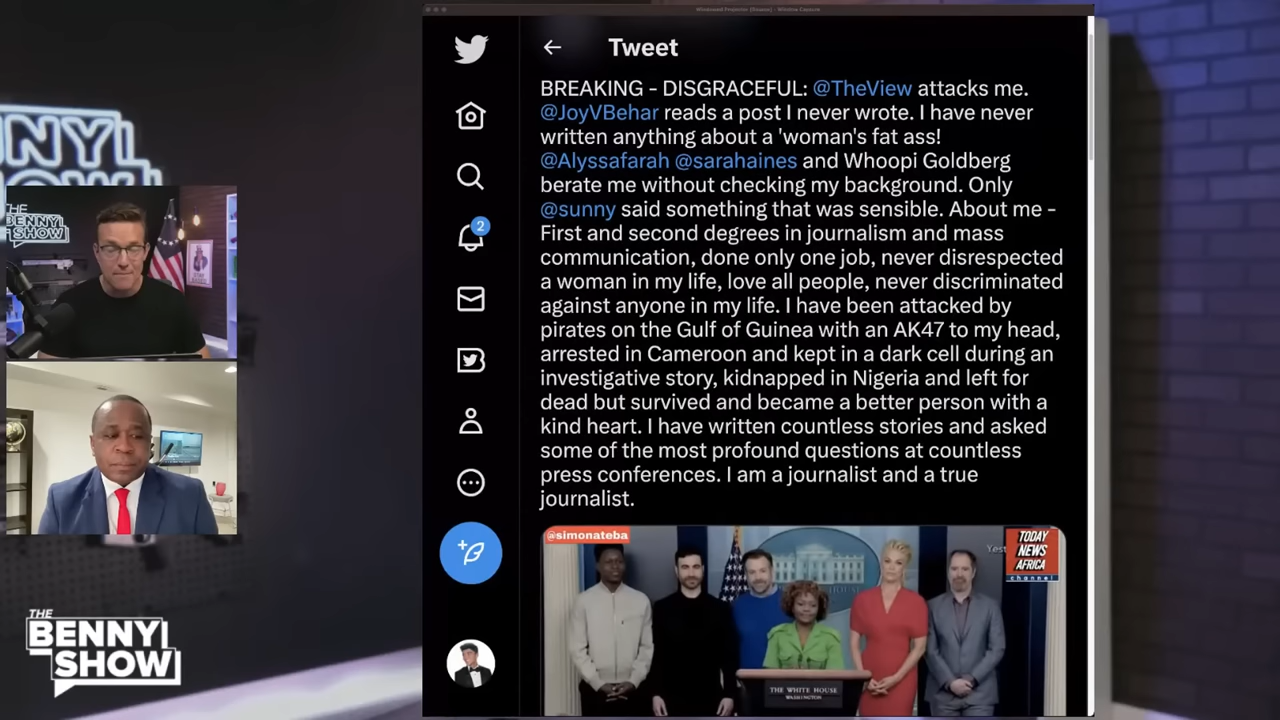 Tweet
BREAKING - DISGRACEFUL: @TheView attacks me.
@JoyVBehar reads a post I never wrote. I have never
written anything about a 'woman's fat ass!
@Alyssafarah @sarahaines and Whoopi Goldberg
berate me without checking my background. Only
@sunny said something that was sensible. About me -
First and second degrees in journalism and mass
communication, done only one job, never disrespected
a woman in my life, love all people, never discriminated
against anyone in my life. I have been attacked by
pirates on the Gulf of Guinea with an AK47 to my head,
arrested in Cameroon and kept in a dark cell during an
investigative story, kidnapped in Nigeria and left for
dead but survived and became a better person with a
kind heart. I have written countless stories and asked
some of the most profound questions at countless
press conferences. I am a journalist and a true
journalist.
2
@simonateba
Yest
TODAY
NEWS
AFRICA
channel
THE WHITE HOUSE
WASHINGTON
THE
BENNY
SHOW
THE
BENNY
SHOW